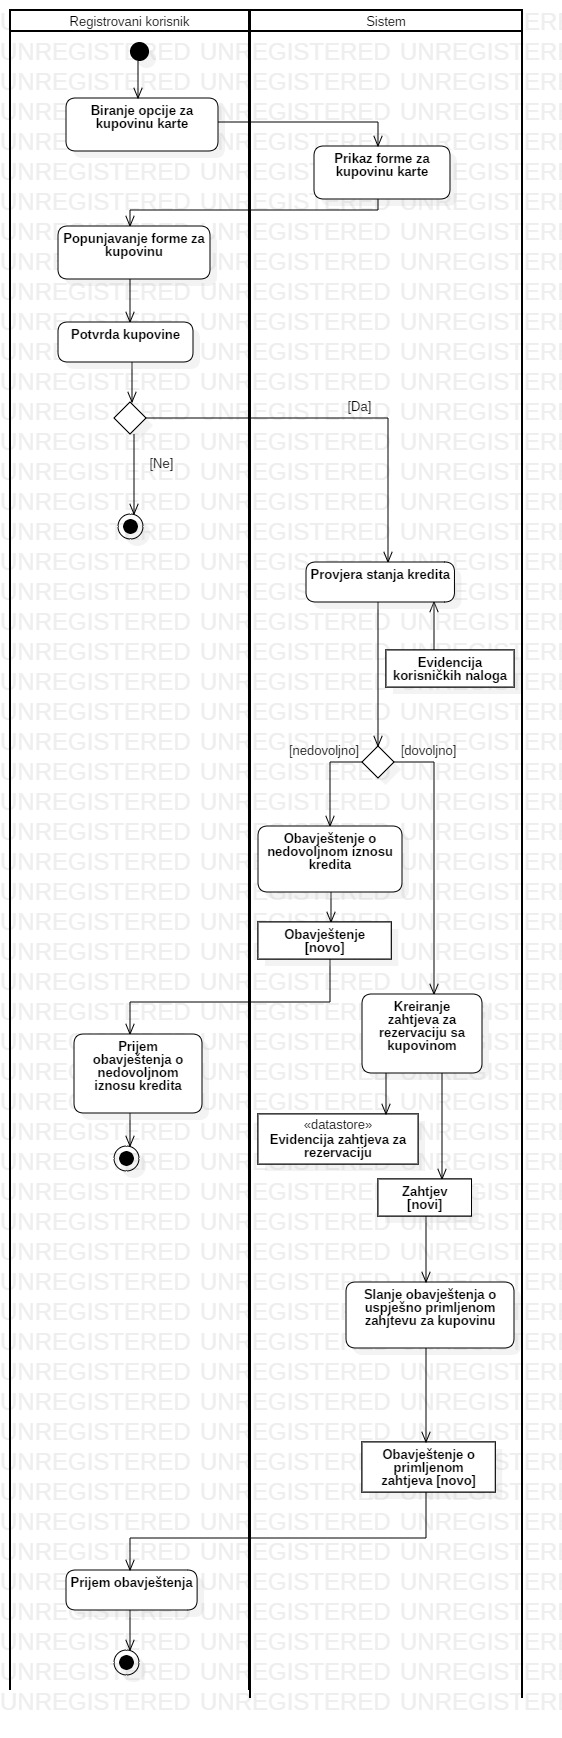 Registrovani korisnik
Sistem
Biranje opcije za
kupovinu karte
Prikaz forme za
kupovinu karte
Popunjavanje forme za
kupovinu
Potvrda kupovine
[Da]
[Ne]
Provjera stanja kredita
Evidencija
korisničkih naloga
[nedovoljno]
[dovoljno]
Obavještenje o
nedovoljnom iznosu
kredita
Obavještenje
[novo]
Kreiranje
zahtjeva za
rezervaciju sa
kupovinom
Prijem
obavještenja o
nedovoljnom
iznosu kredita
«datastore»
Evidencija zahtjeva za
rezervaciju
Zahtjev
[novi]
Slanje obavještenja o
uspješno primljenom
zahjtevu za kupovinu
Obavještenje o
primljenom
zahtjeva [novo]
Prijem obavještenja
UNREGISTERED